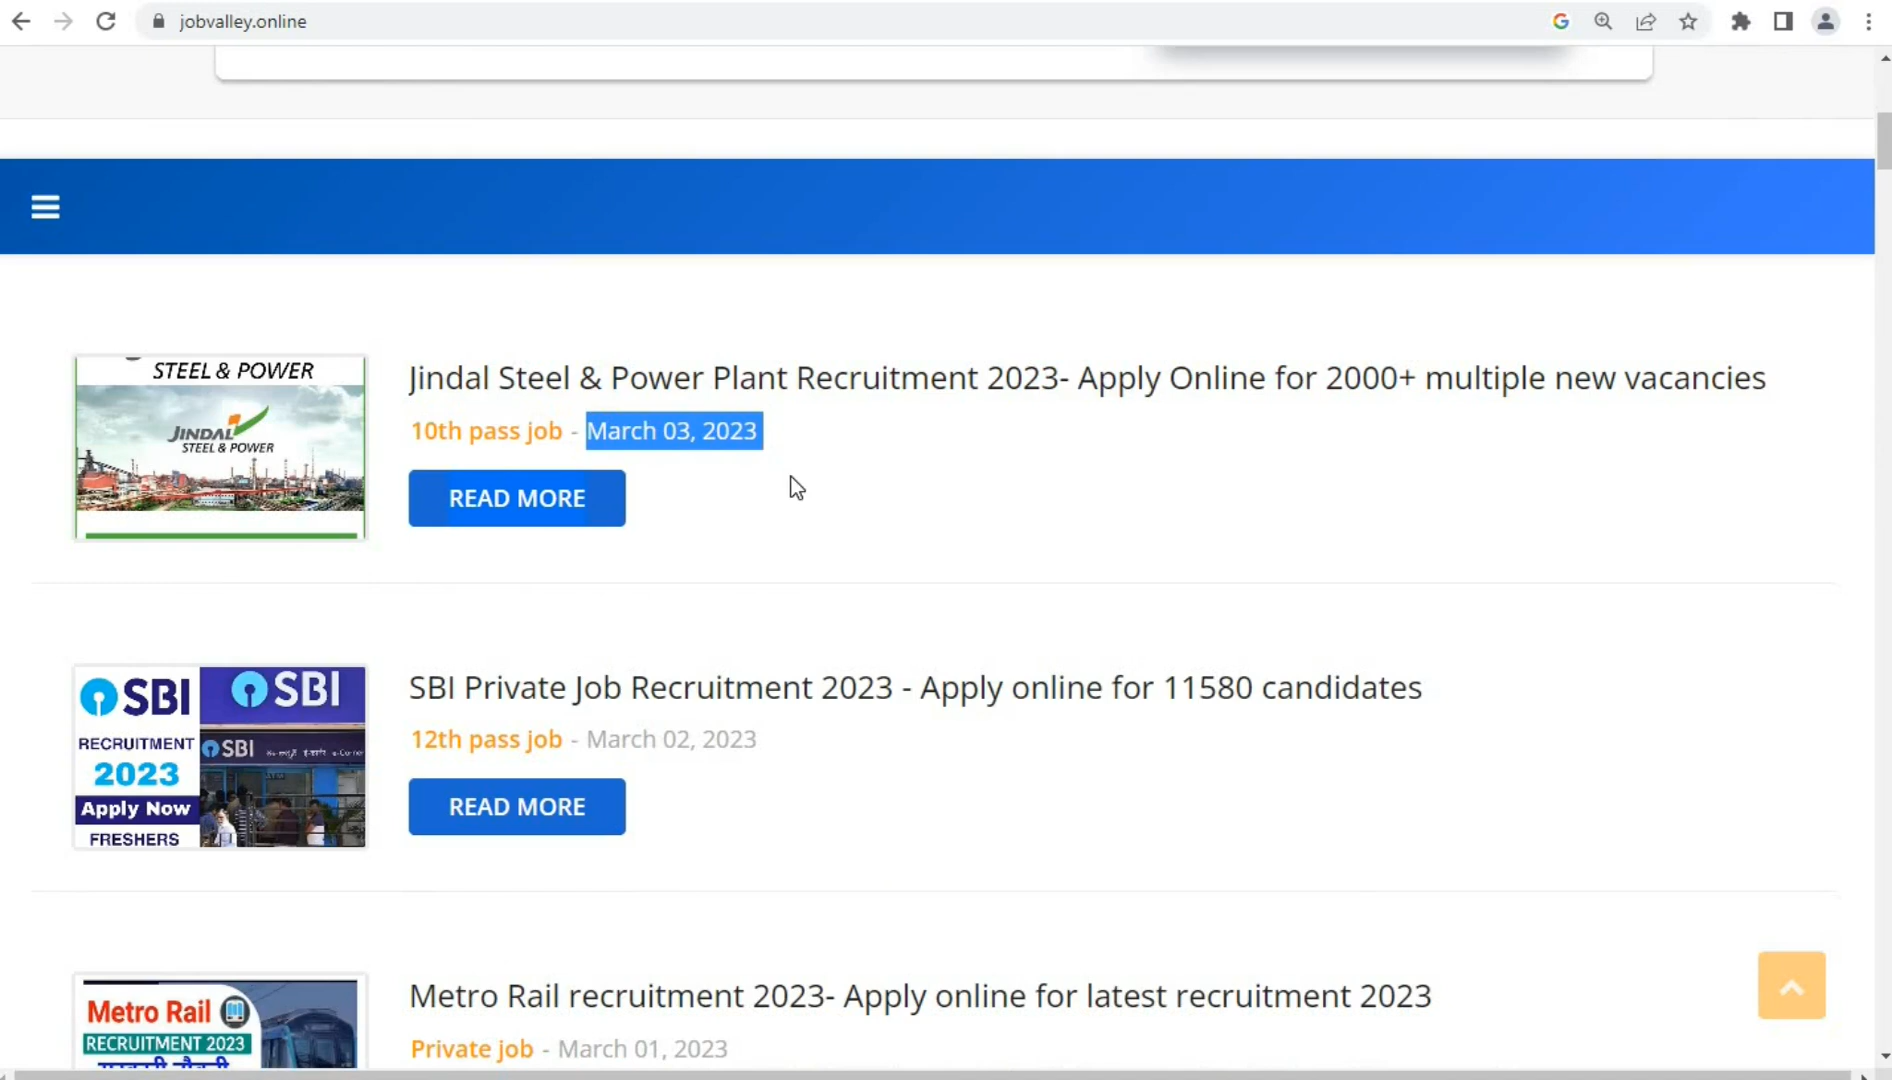 jobvalley.online
STEEL & POWER
JINDAL
STEEL & POWER
Jindal Steel & Power Plant Recruitment 2023- Apply Online for 2000+ multiple new vacancies
10th pass job - March 03, 2023
READ MORE
SBI SBI
RECRUITMENT
SBI
2023
Apply Now
FRESHERS
SBI Private Job Recruitment 2023 - Apply online for 11580 candidates
12th pass job - March 02, 2023
READ MORE
Metro Rail
RECRUITMENT 2023
Metro Rail recruitment 2023- Apply online for latest recruitment 2023
Private job - March 01, 2023